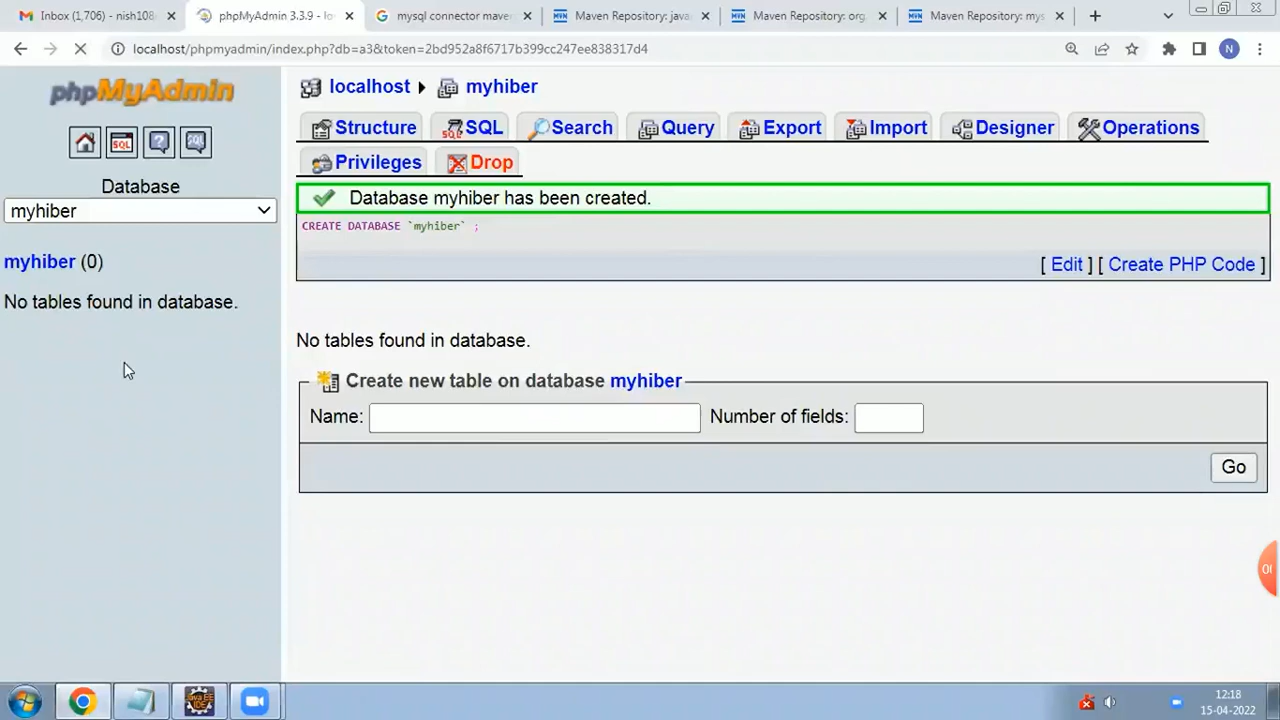 Inbox (1,706) - nish108
phpMyAdmin 3.3.9 - lo
mysql connector mave
Maven Repository: java
Maven Repository: org
Maven Repository: mys
localhost/phpmyadmin/index.php?db=a3&token=2bd952a8f6717b399cc247ee838317d4
N
phpMyAdmin
Database
myhiber
myhiber (0)
No tables found in database.
localhost
myhiber
Structure
SQL
Search
Query
Export
Import
Designer
Operations
Privileges
Drop
Database myhiber has been created.
CREATE DATABASE `myhiber` ;
[ Edit ] [ Create PHP Code ]
No tables found in database.
Create new table on database myhiber
Name:
Number of fields:
Go
12:18
15-04-2022